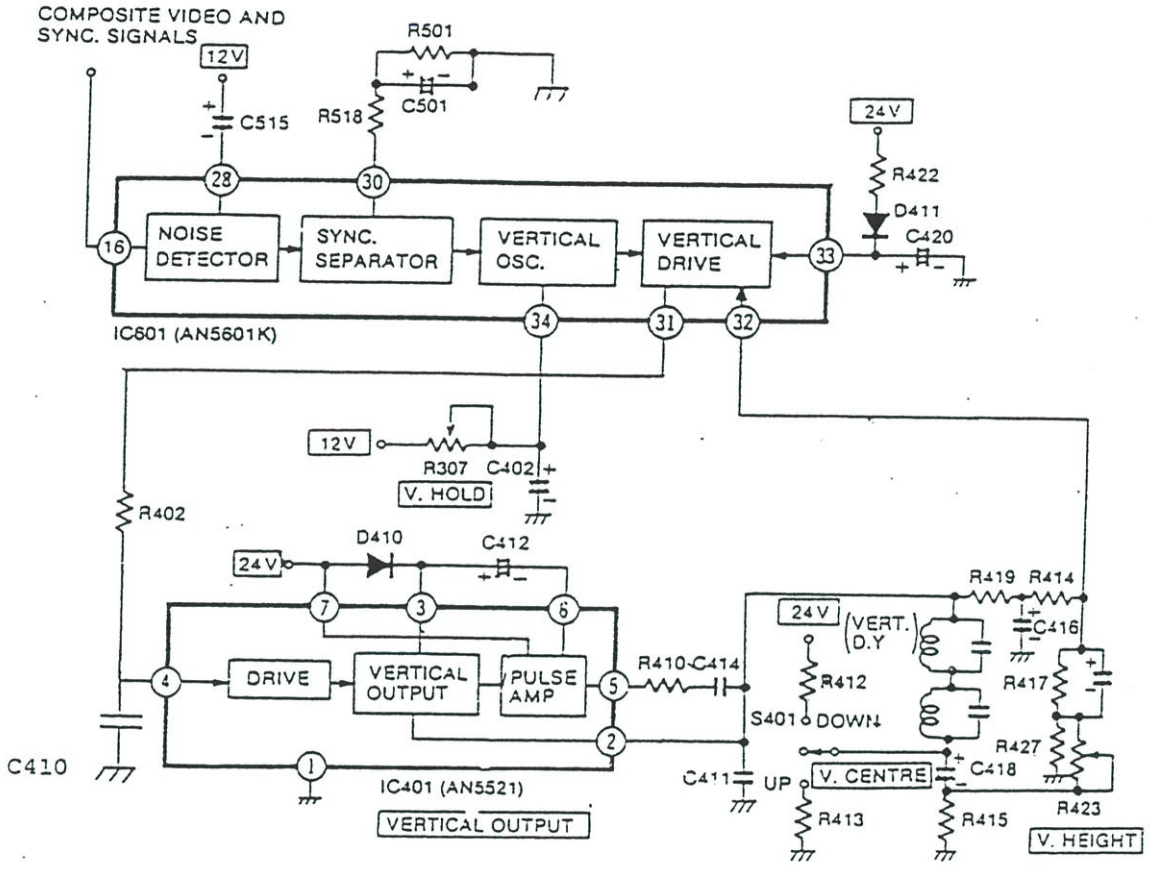 COMPOSITE VIDEO AND
SYNC. SIGNALS
12V
+
-
C515
R501
+ -
C501
R518
24V
R422
D411
C420
+ -
28
30
16
NOISE
DETECTOR
SYNC.
SEPARATOR
VERTICAL
OSC.
VERTICAL
DRIVE
33
34
31
32
IC601 (AN5601K)
12V
R307
V. HOLD
C402
+
-
R402
24V
D410
C412
+ -
7
3
6
4
DRIVE
VERTICAL
OUTPUT
PULSE
AMP
5
2
1
IC401 (AN5521)
VERTICAL OUTPUT
C410
R410
C414
C411
24V
R412
S401
DOWN
UP
V. CENTRE
R413
(VERT.
D.Y)
R419
R414
+
C416
-
R417
+
-
R427
+
C418
-
R415
R423
V. HEIGHT